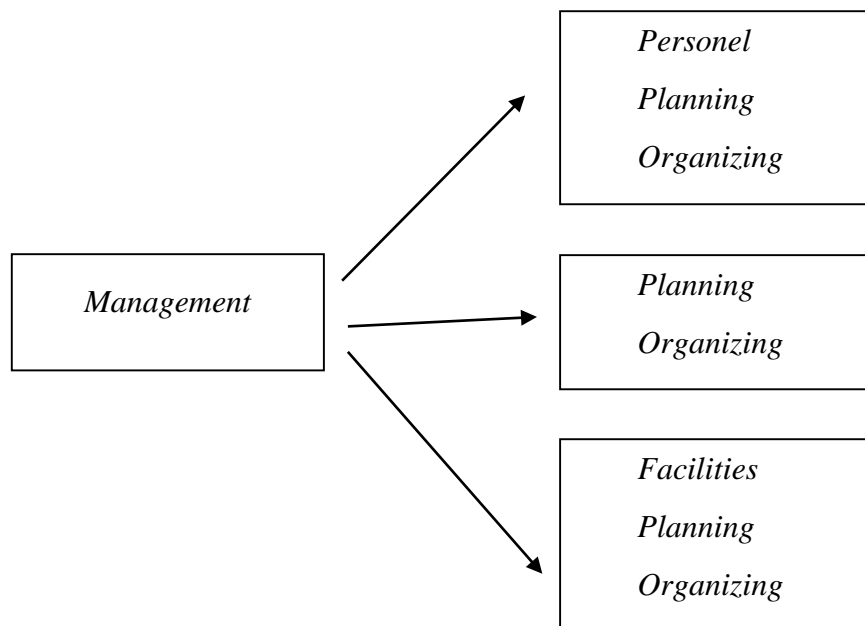 Personel
Planning
Organizing
Management
Planning
Organizing
Facilities
Planning
Organizing